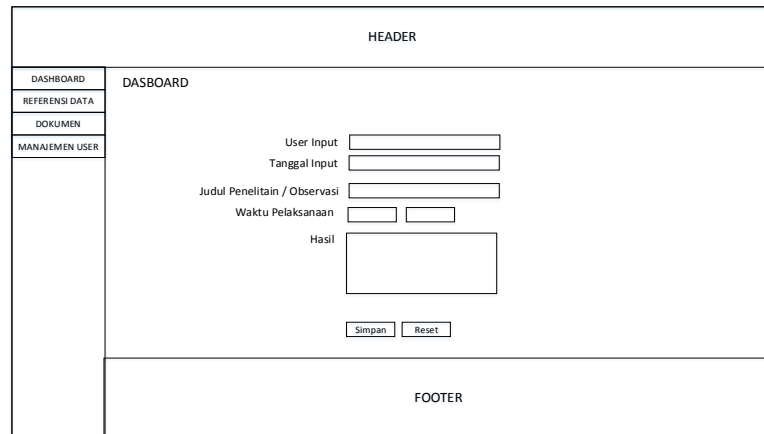 HEADER
DASHBOARD
REFERENSI DATA
DOKUMEN
MANAJEMEN USER
DASBOARD
User Input
Tanggal Input
Judul Penelitain / Observasi
Waktu Pelaksanaan
Hasil
Simpan
Reset
FOOTER